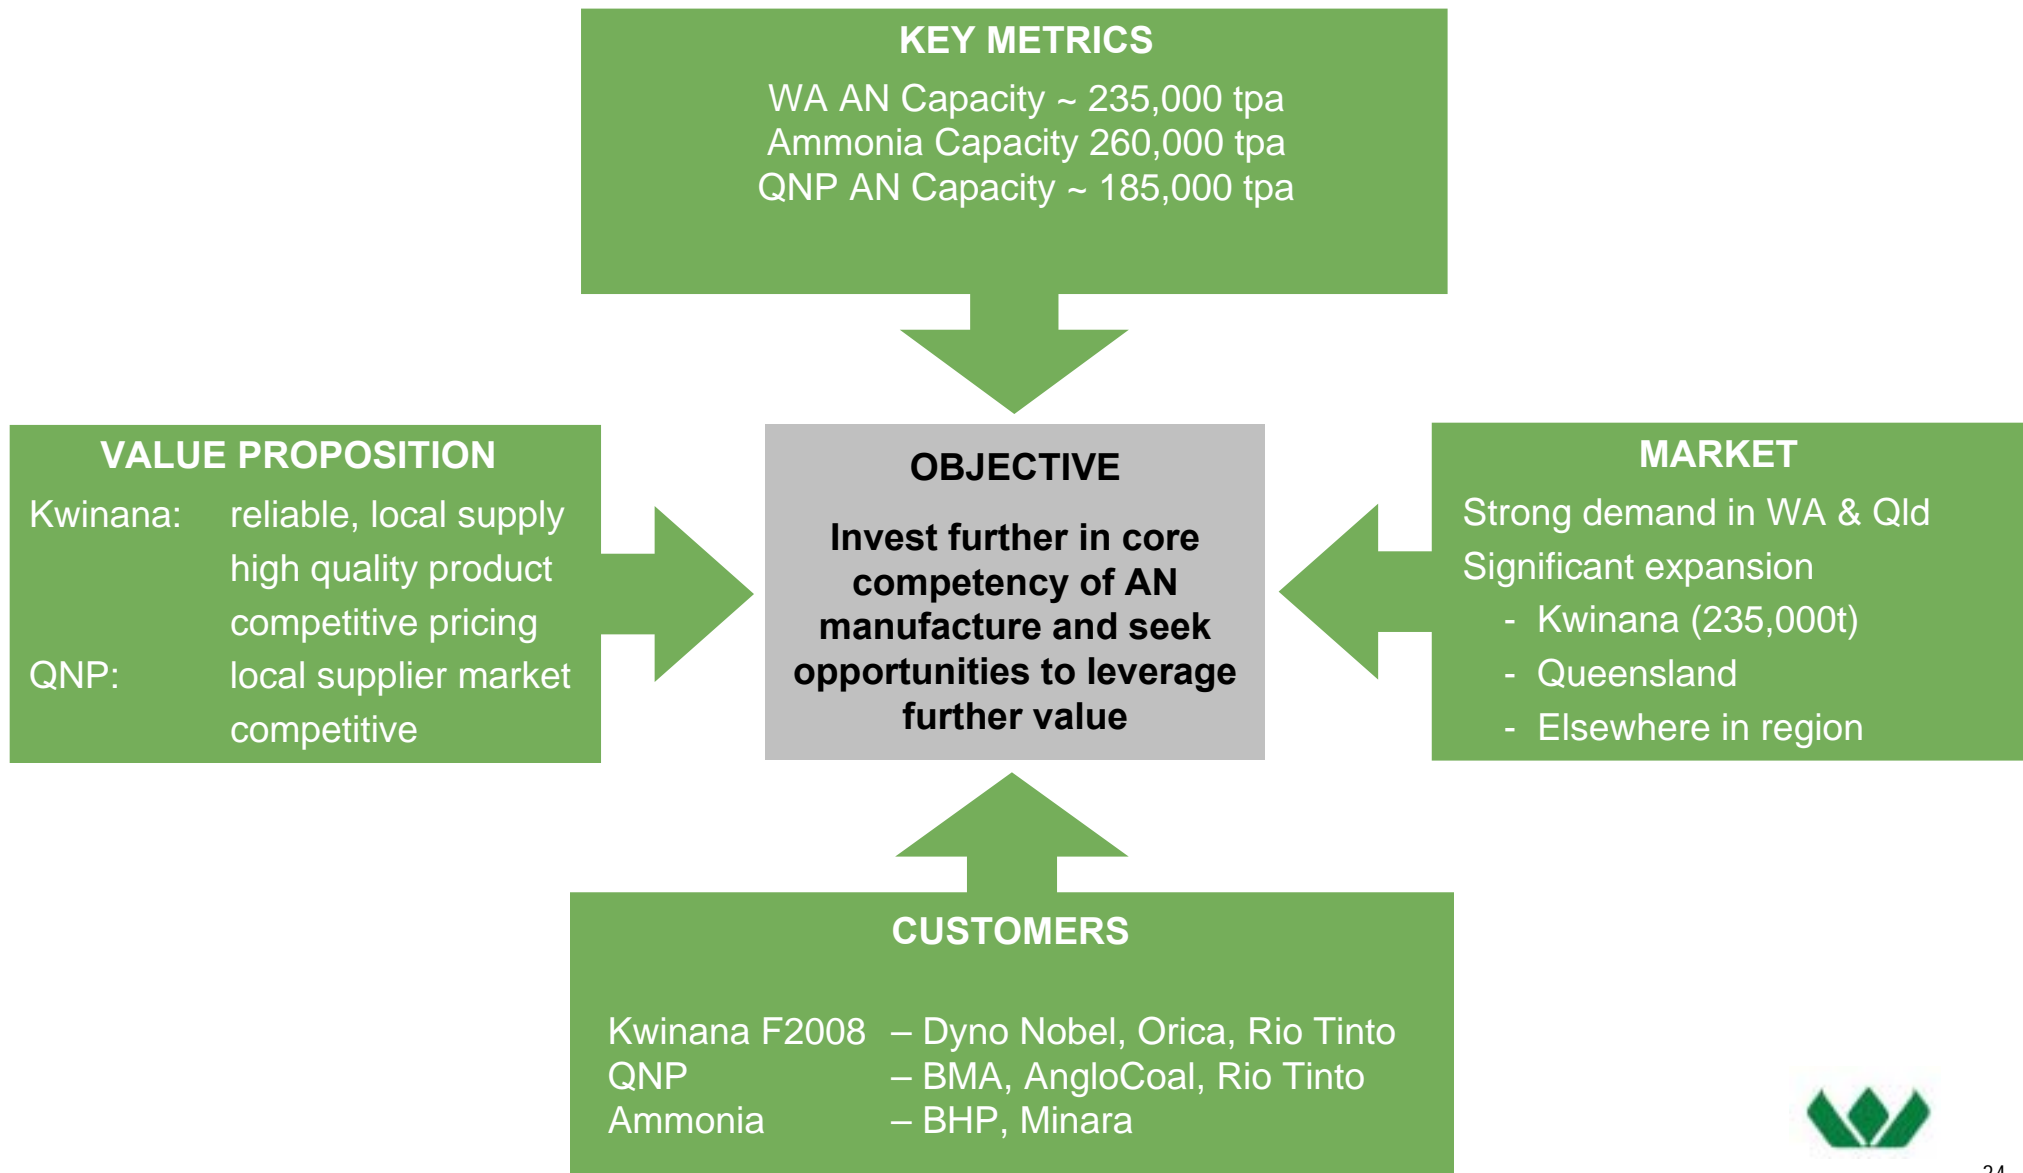 KEY METRICS
WA AN Capacity ~ 235,000 tpa
Ammonia Capacity 260,000 tpa
QNP AN Capacity ~ 185,000 tpa
VALUE PROPOSITION
Kwinana: reliable, local supply
high quality product
competitive pricing
QNP: local supplier market
competitive
OBJECTIVE
Invest further in core
competency of AN
manufacture and seek
opportunities to leverage
further value
MARKET
Strong demand in WA & Qld
Significant expansion
- Kwinana (235,000t)
- Queensland
- Elsewhere in region
CUSTOMERS
Kwinana F2008 – Dyno Nobel, Orica, Rio Tinto
QNP – BMA, AngloCoal, Rio Tinto
Ammonia – BHP, Minara